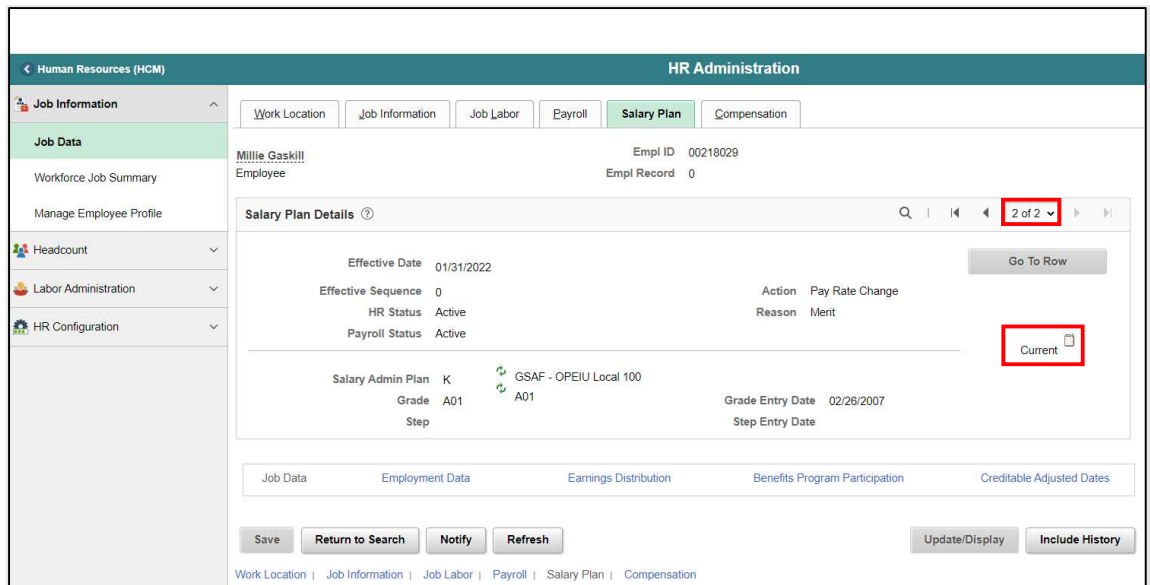 Human Resources (HCM)
HR Administration
Job Information
Job Data
Workforce Job Summary
Manage Employee Profile
Headcount
Labor Administration
HR Configuration
Work Location Job Information Job Labor Payroll Salary Plan Compensation
Millie Gaskill Empl ID 00218029
Employee Empl Record 0
Salary Plan Details ? 2 of 2
Effective Date 01/31/2022 Go To Row
Effective Sequence 0 Action Pay Rate Change
HR Status Active Reason Merit
Payroll Status Active
Current
Salary Admin Plan K GSAF - OPEIU Local 100
Grade A01 A01 Grade Entry Date 02/26/2007
Step Step Entry Date
Job Data Employment Data Earnings Distribution Benefits Program Participation Creditable Adjusted Dates
Save Return to Search Notify Refresh Update/Display Include History
Work Location | Job Information | Job Labor | Payroll | Salary Plan | Compensation